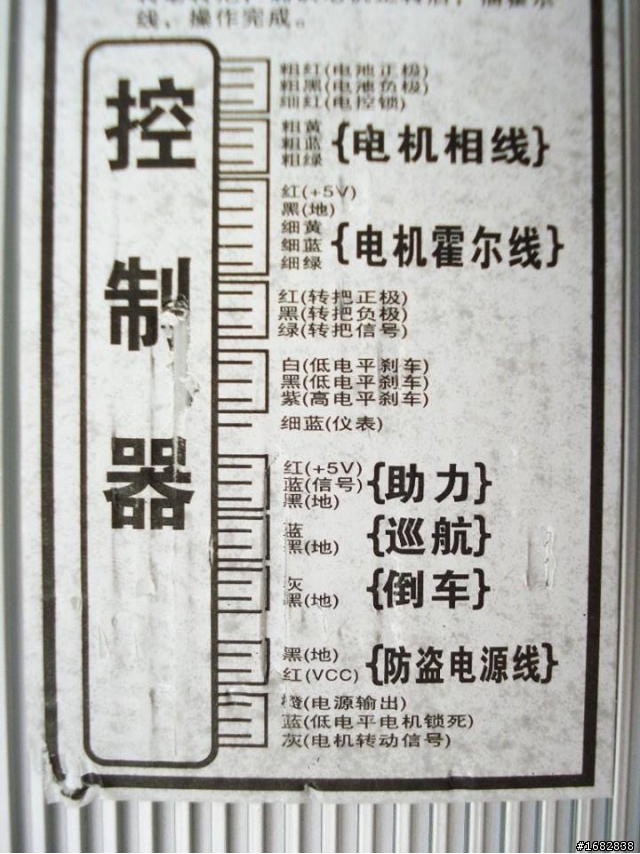 线、操作完成。
控制器
粗红(电池正极)
粗黑(电池负极)
细红(电控锁)
粗黄
粗蓝 {电机相线}
粗绿
红(+5V)
黑(地)
细黄
细蓝 {电机霍尔线}
细绿
红(转把正极)
黑(转把负极)
绿(转把信号)
白(低电平刹车)
黑(低电平刹车)
紫(高电平刹车)
细蓝(仪表)
红(+5V)
蓝(信号) {助力}
黑(地)
蓝
黑(地) {巡航}
灰
黑(地) {倒车}
黑(地)
红(VCC) {防盗电源线}
橙(电源输出)
蓝(低电平电机锁死)
灰(电机转动信号)
#1682838